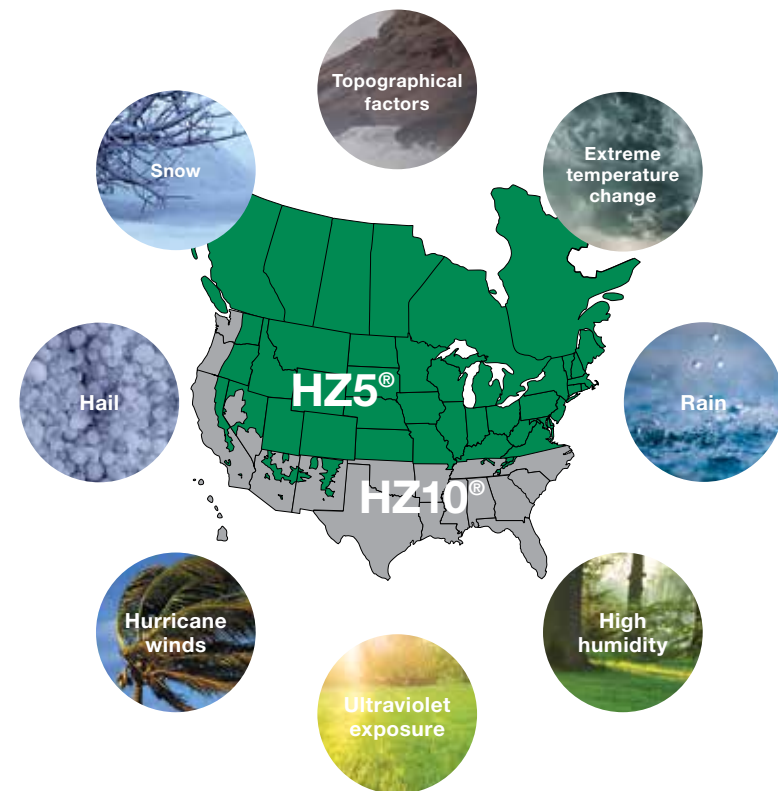 Topographical
factors
Snow
Extreme
temperature
change
HZ5®
Hail
Rain
HZ10®
Hurricane
winds
High
humidity
Ultraviolet
exposure